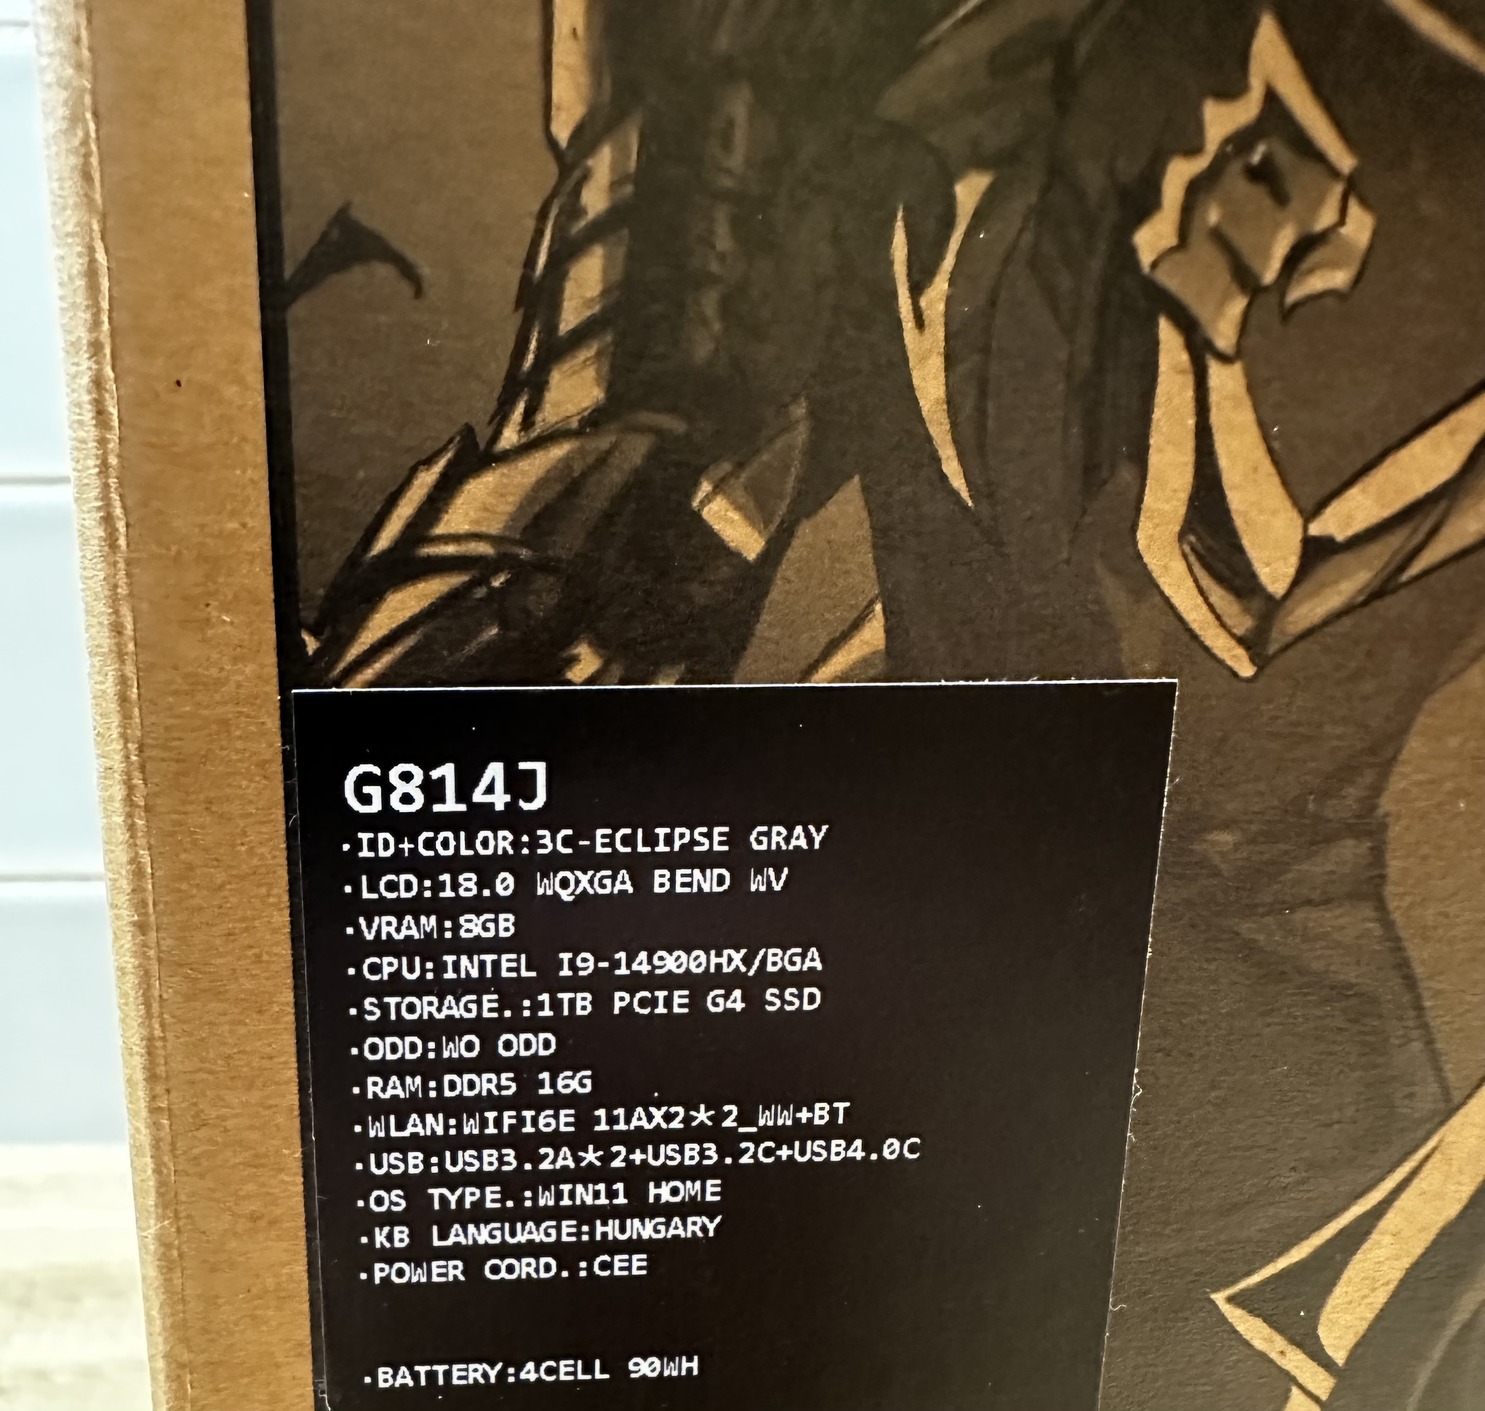 G814J
·ID+COLOR:3C-ECLIPSE GRAY
·LCD:18.0 WQXGA BEND WV
·VRAM:8GB
·CPU:INTEL I9-14900HX/BGA
·STORAGE.:1TB PCIE G4 SSD
·ODD:WO ODD
·RAM:DDR5 16G
·WLAN:WIFI6E 11AX2*2_WW+BT
·USB:USB3.2A*2+USB3.2C+USB4.0C
·OS TYPE.:WIN11 HOME
·KB LANGUAGE:HUNGARY
·POWER CORD.:CEE
·BATTERY:4CELL 90WH